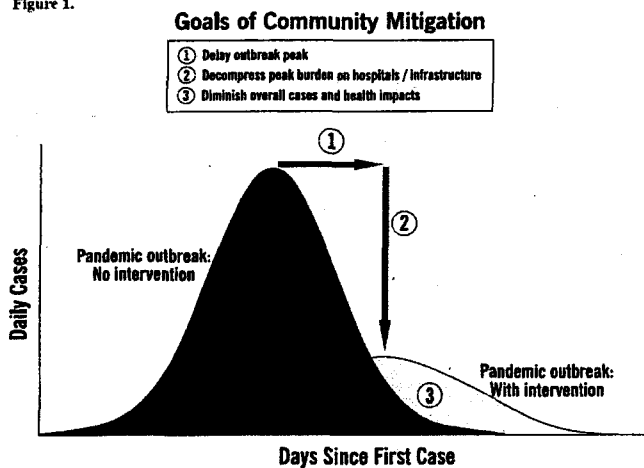 Figure 1.
Goals of Community Mitigation
① Delay outbreak peak
② Decompress peak burden on hospitals / infrastructure
③ Diminish overall cases and health impacts
①
②
Pandemic outbreak:
No intervention
Daily Cases
Pandemic outbreak:
With intervention
③
Days Since First Case